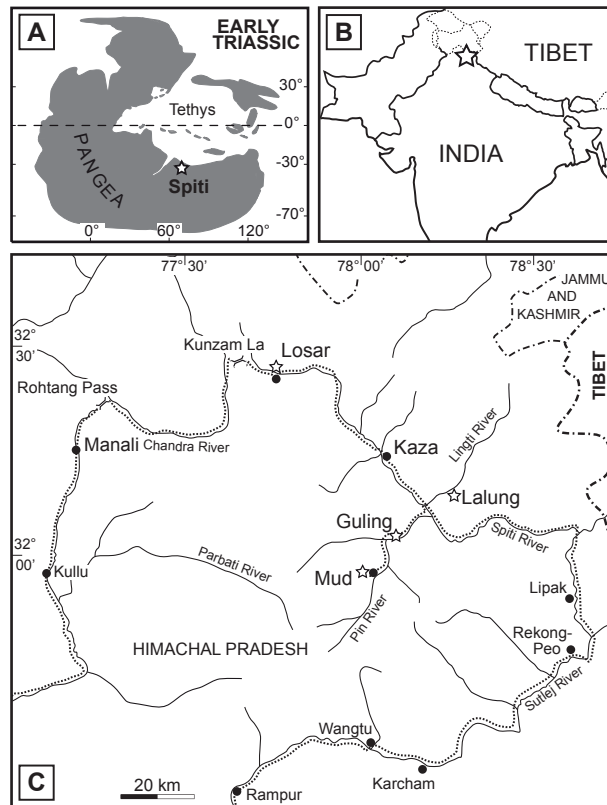 A
EARLY
TRIASSIC
Tethys
PANGEA
Spiti
30°
0°
-30°
-70°
0° 60° 120°
B
TIBET
INDIA
77°30' 78°00' 78°30'
32°
30'
32°
00'
JAMMU
AND
KASHMIR
TIBET
Kunzam La
Losar
Rohtang Pass
Manali
Chandra River
Kaza
Lingti River
Lalung
Guling
Spiti River
Mud
Pin River
Parbati River
Kullu
Lipak
HIMACHAL PRADESH
Rekong-
Peo
Sutlej River
Wangtu
Karcham
Rampur
C
20 km